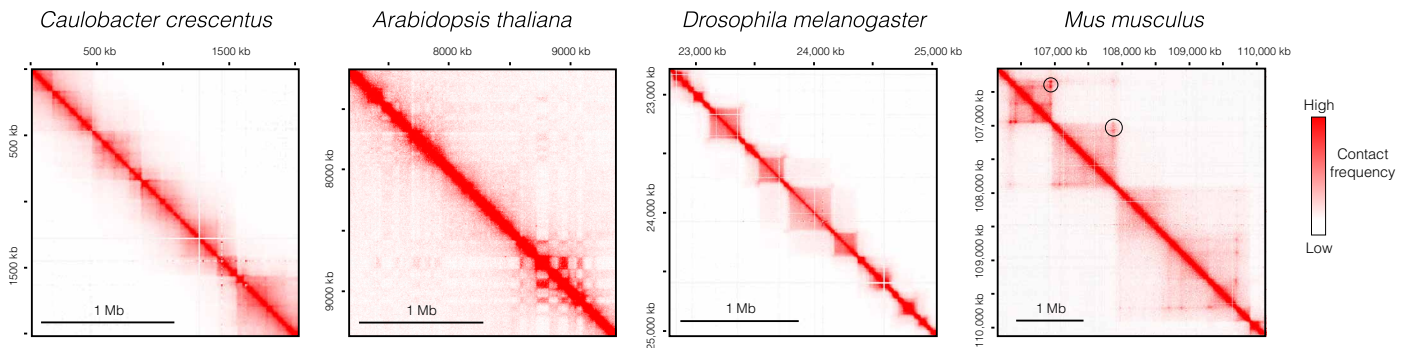 Caulobacter crescentus
500 kb 1500 kb
500 kb
1500 kb
1 Mb
Arabidopsis thaliana
8000 kb 9000 kb
8000 kb
9000 kb
1 Mb
Drosophila melanogaster
23,000 kb 24,000 kb 25,000 kb
23,000 kb
24,000 kb
25,000 kb
1 Mb
Mus musculus
107,000 kb 108,000 kb 109,000 kb 110,000 kb
107,000 kb
108,000 kb
109,000 kb
110,000 kb
1 Mb
High
Contact
frequency
Low